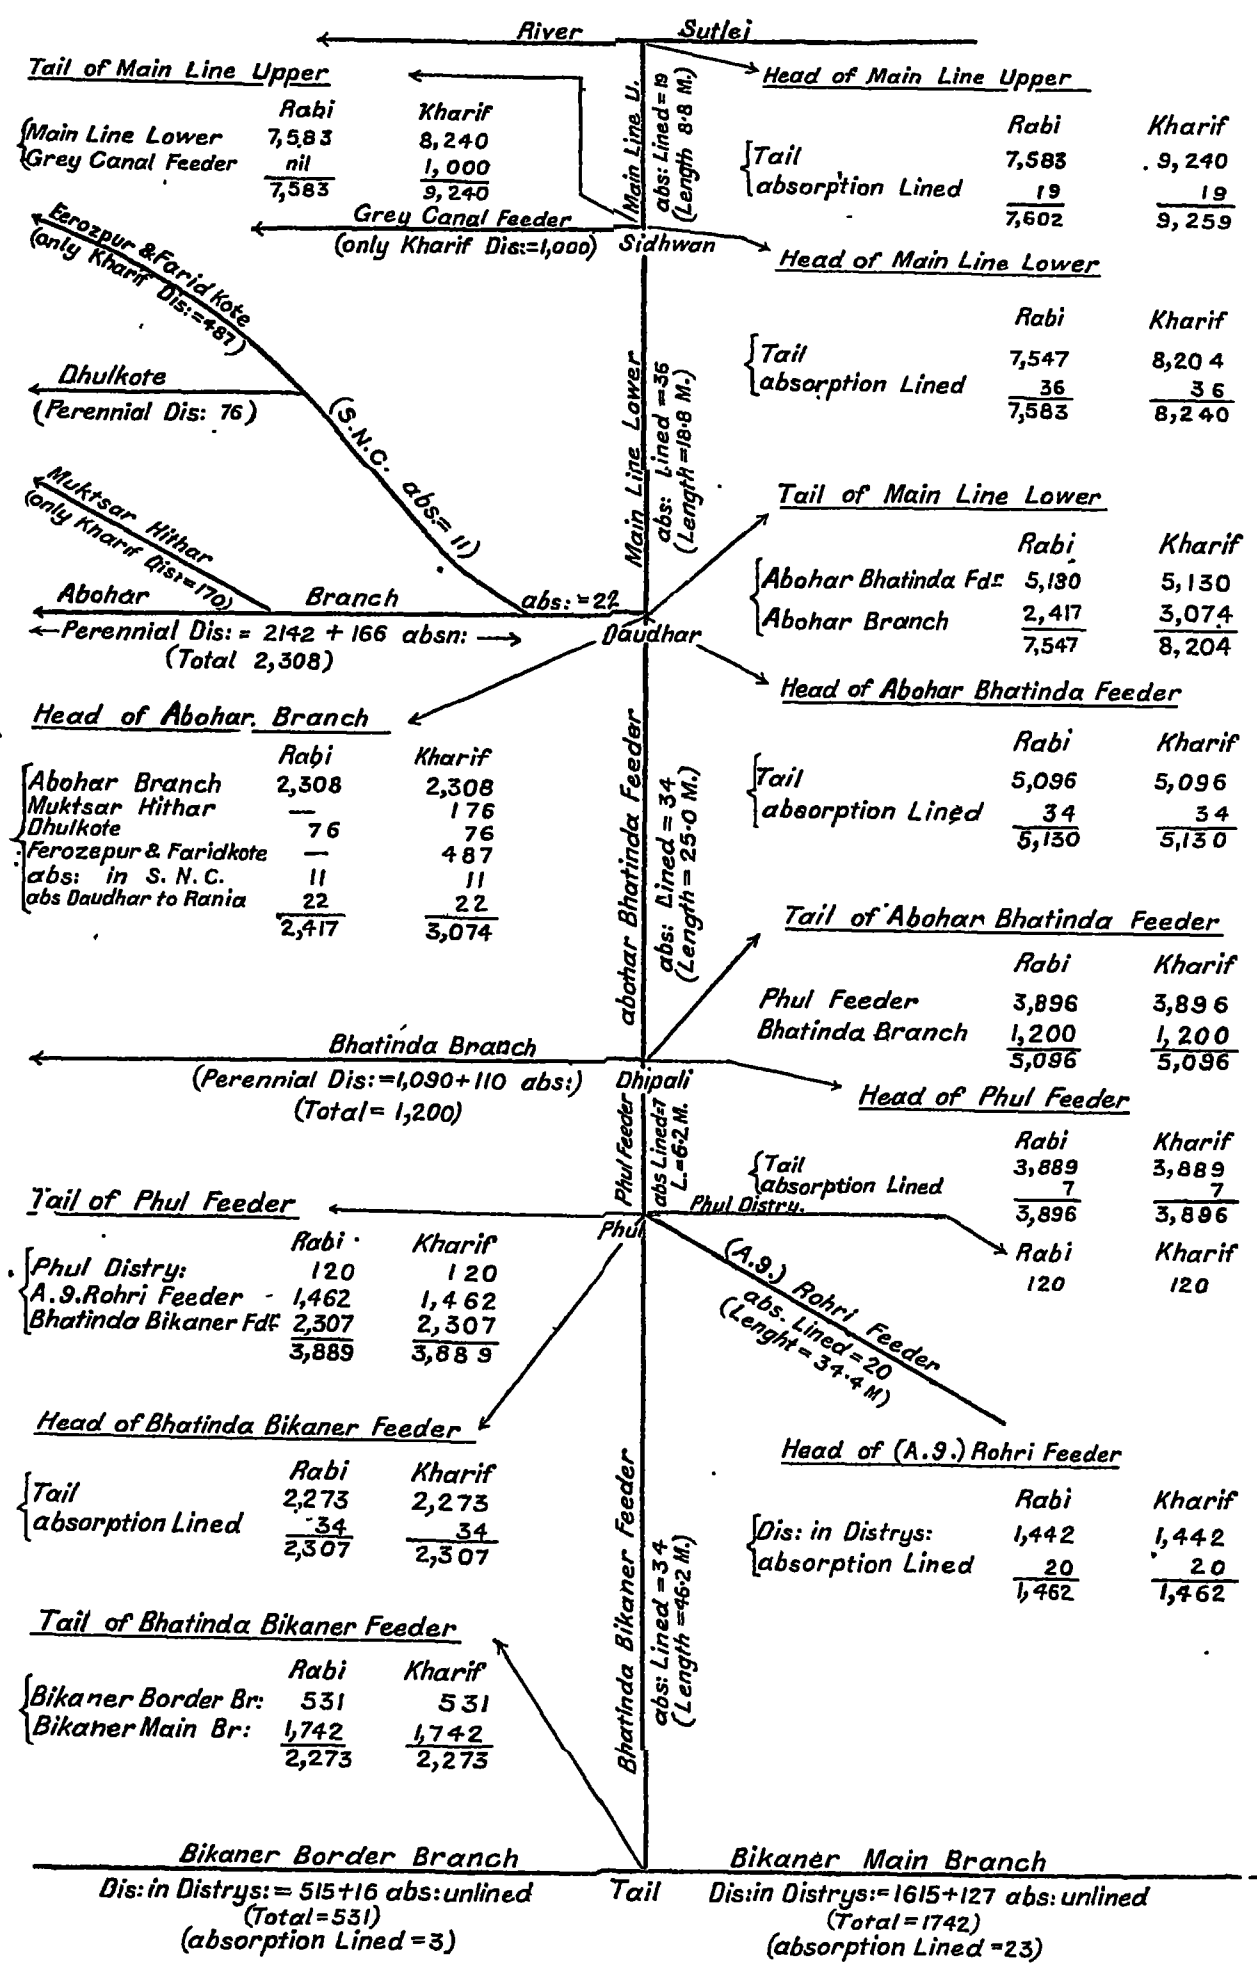 River Sutlej
Tail of Main Line Upper
Rabi Kharif
Main Line Lower 7,583 8,240
Grey Canal Feeder nil 1,000
7,583 9,240
Main Line U.
abs: Lined=19
(Length 8·8 M.)
Head of Main Line Upper
Rabi Kharif
Tail 7,583 9,240
absorption Lined 19 19
7,602 9,259
Grey Canal Feeder
(only Kharif Dis:=1,000)
Sidhwan
Head of Main Line Lower
Rabi Kharif
Tail 7,547 8,204
absorption Lined 36 36
7,583 8,240
Ferozpur & Faridkote
(only Kharif Dis:=487)
Dhulkote
(Perennial Dis: 76)
(S.N.C. abs:=11)
Muktsar Hithar
(only Kharif Dis:=170)
Main Line Lower
abs: Lined=36
(Length=18·8 M.)
Tail of Main Line Lower
Rabi Kharif
Abohar Bhatinda Fdr: 5,130 5,130
Abohar Branch 2,417 3,074
7,547 8,204
Abohar Branch abs:=22
Perennial Dis:= 2142 + 166 absn:
(Total 2,308)
Daudhar
Head of Abohar Bhatinda Feeder
Rabi Kharif
Tail 5,096 5,096
absorption Lined 34 34
5,130 5,130
Head of Abohar. Branch
Rabi Kharif
Abohar Branch 2,308 2,308
Muktsar Hithar — 176
Dhulkote 76 76
Ferozepur & Faridkote — 487
abs: in S. N. C. 11 11
abs Daudhar to Rania 22 22
2,417 3,074
abohar Bhatinda Feeder
abs: Lined = 34
(Length = 25·0 M.)
Tail of Abohar Bhatinda Feeder
Rabi Kharif
Phul Feeder 3,896 3,896
Bhatinda Branch 1,200 1,200
5,096 5,096
Bhatinda Branch
(Perennial Dis:=1,090+110 abs:)
(Total= 1,200)
Dhipali
Head of Phul Feeder
Rabi Kharif
Tail 3,889 3,889
absorption Lined 7 7
3,896 3,896
Phul Feeder
abs Lined=7
L.=6·2 M.
Phul Distry.
Rabi Kharif
120 120
Tail of Phul Feeder
Phul
Rabi Kharif
Phul Distry: 120 120
A.9.Rohri Feeder 1,462 1,462
Bhatinda Bikaner Fdr: 2,307 2,307
3,889 3,889
(A.9.) Rohri Feeder
abs. Lined=20
(Lenght=34·4 M)
Head of Bhatinda Bikaner Feeder
Rabi Kharif
Tail 2,273 2,273
absorption Lined 34 34
2,307 2,307
Head of (A.9.) Rohri Feeder
Rabi Kharif
Dis: in Distrys: 1,442 1,442
absorption Lined 20 20
1,462 1,462
Bhatinda Bikaner Feeder
abs: Lined=34
(Length=46·2 M.)
Tail of Bhatinda Bikaner Feeder
Rabi Kharif
Bikaner Border Br: 531 531
Bikaner Main Br: 1,742 1,742
2,273 2,273
Bikaner Border Branch
Dis: in Distrys:= 515+16 abs: unlined
(Total=531)
(absorption Lined=3)
Tail
Bikaner Main Branch
Dis:in Distrys:=1615+127 abs: unlined
(Total=1742)
(absorption Lined=23)